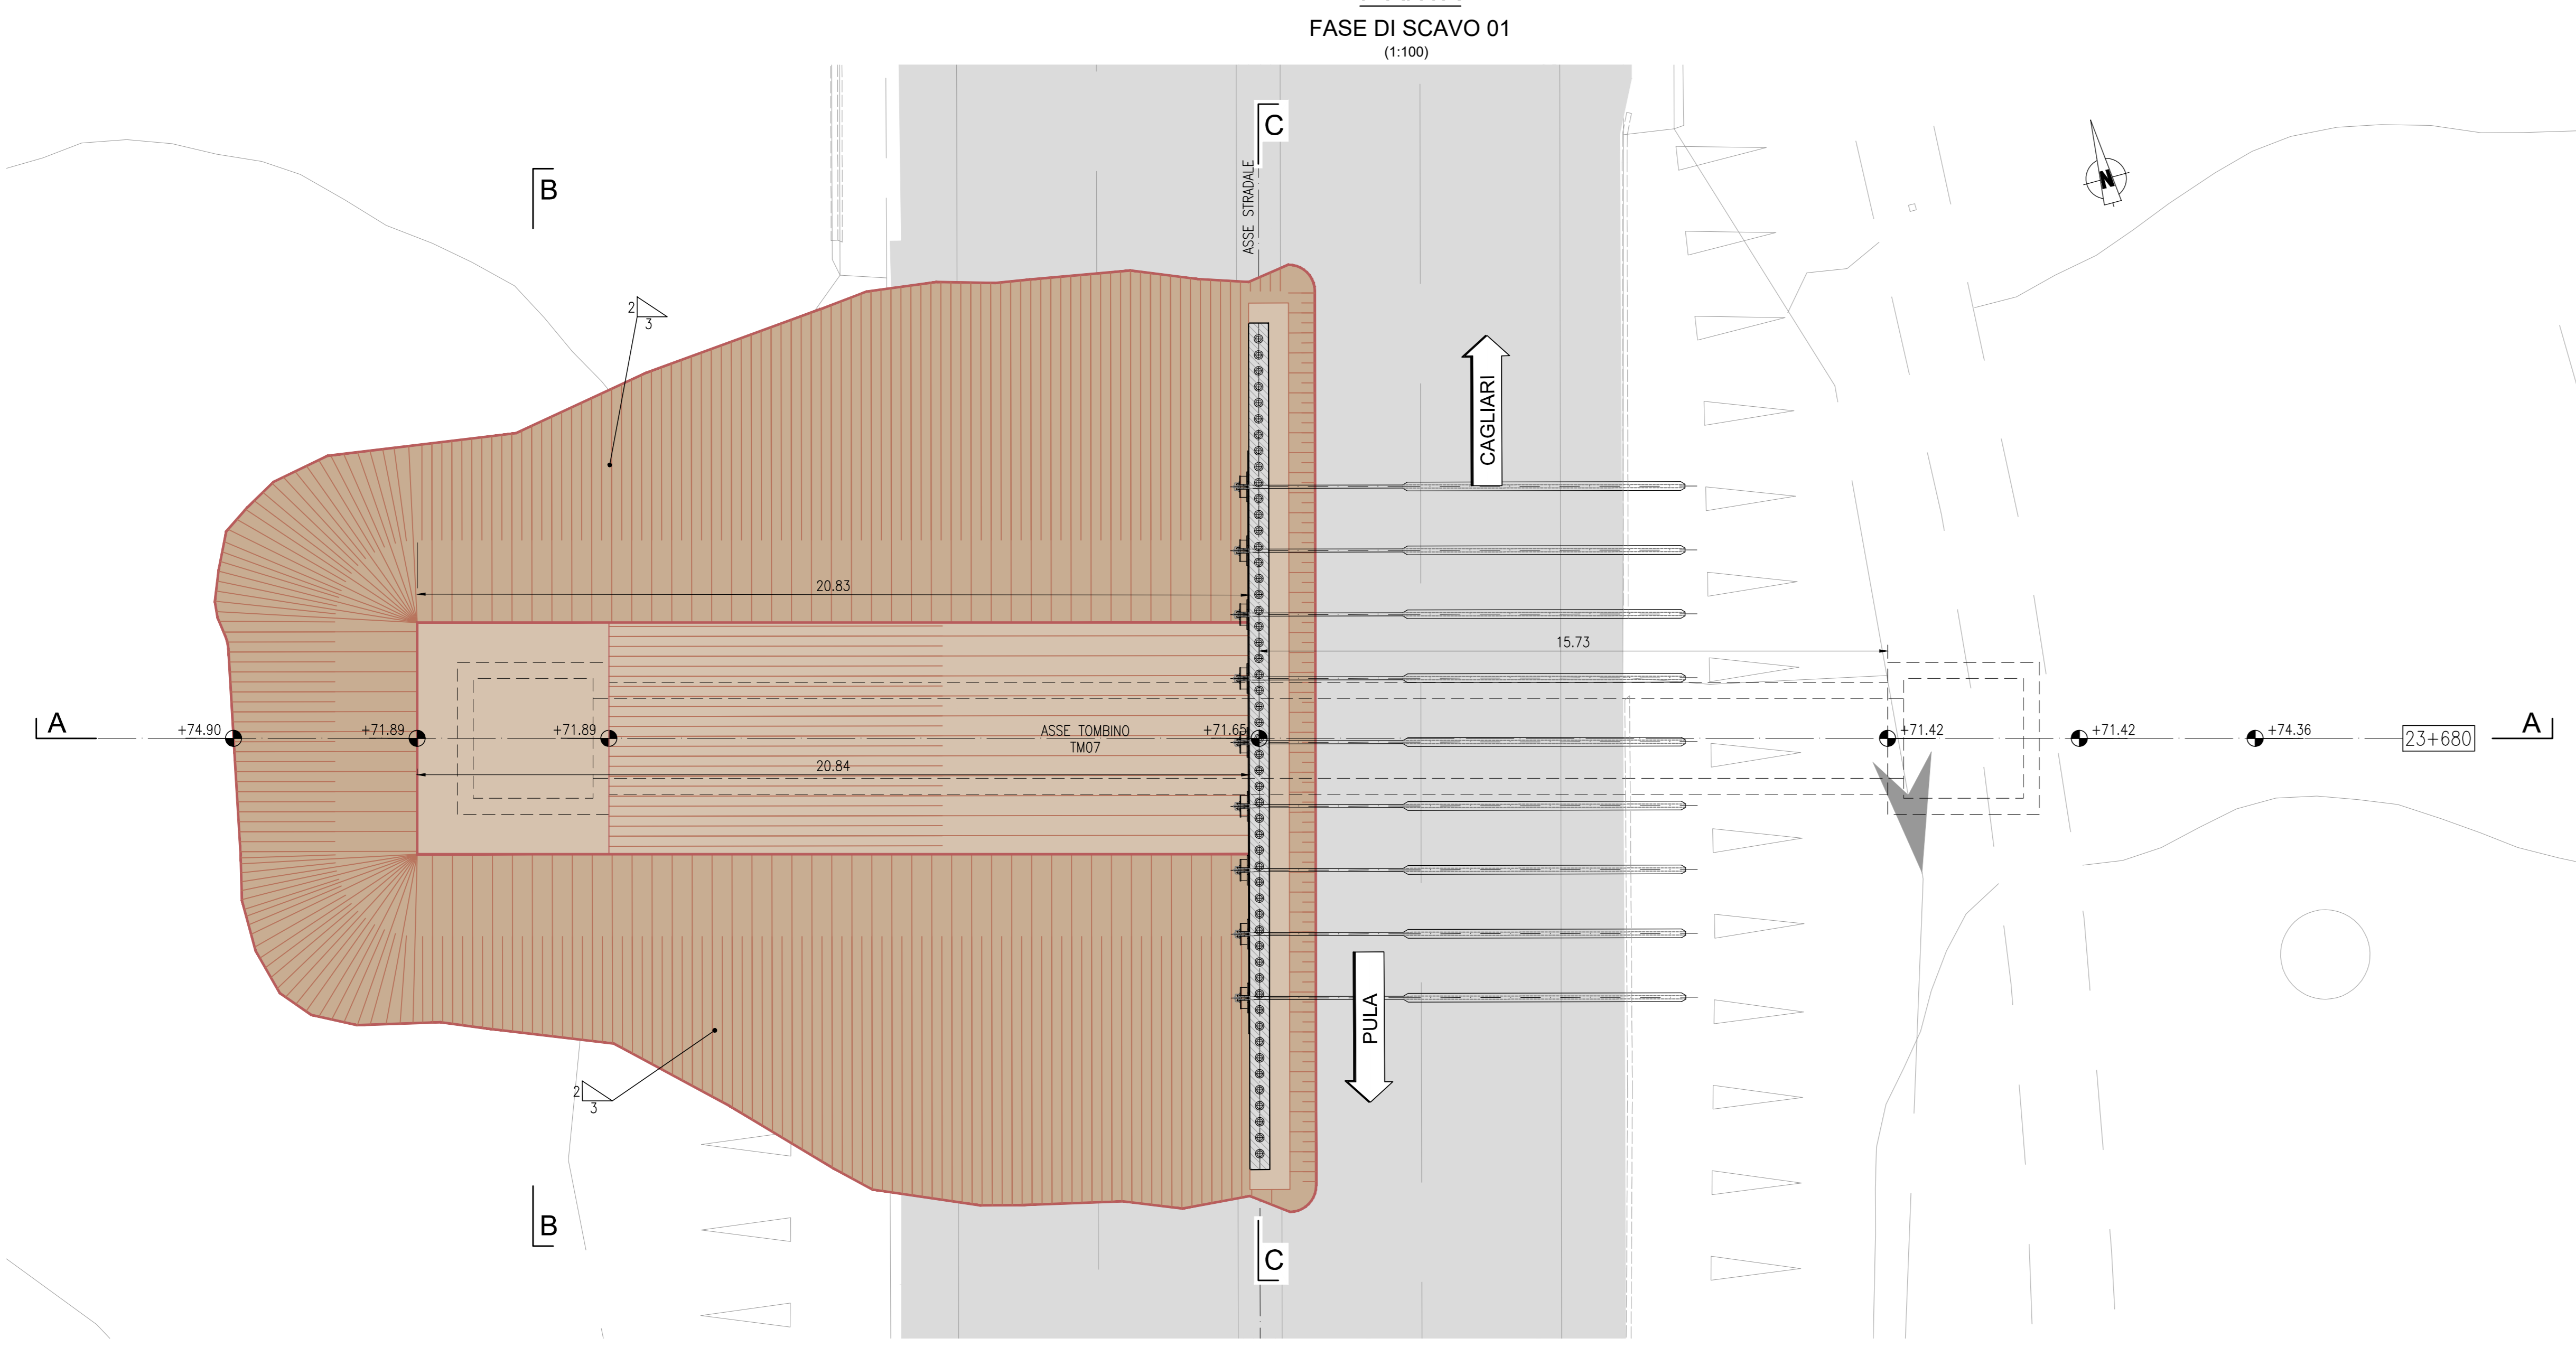 FASE DI SCAVO 01
(1:100)
C
ASSE STRADALE
B
N
2
3
CAGLIARI
20.83
15.73
A
+74.90
+71.89
+71.89
ASSE TOMBINO
TM07
+71.65
+71.42
+71.42
+74.36
23+680
A
20.84
PULA
2
3
B
C